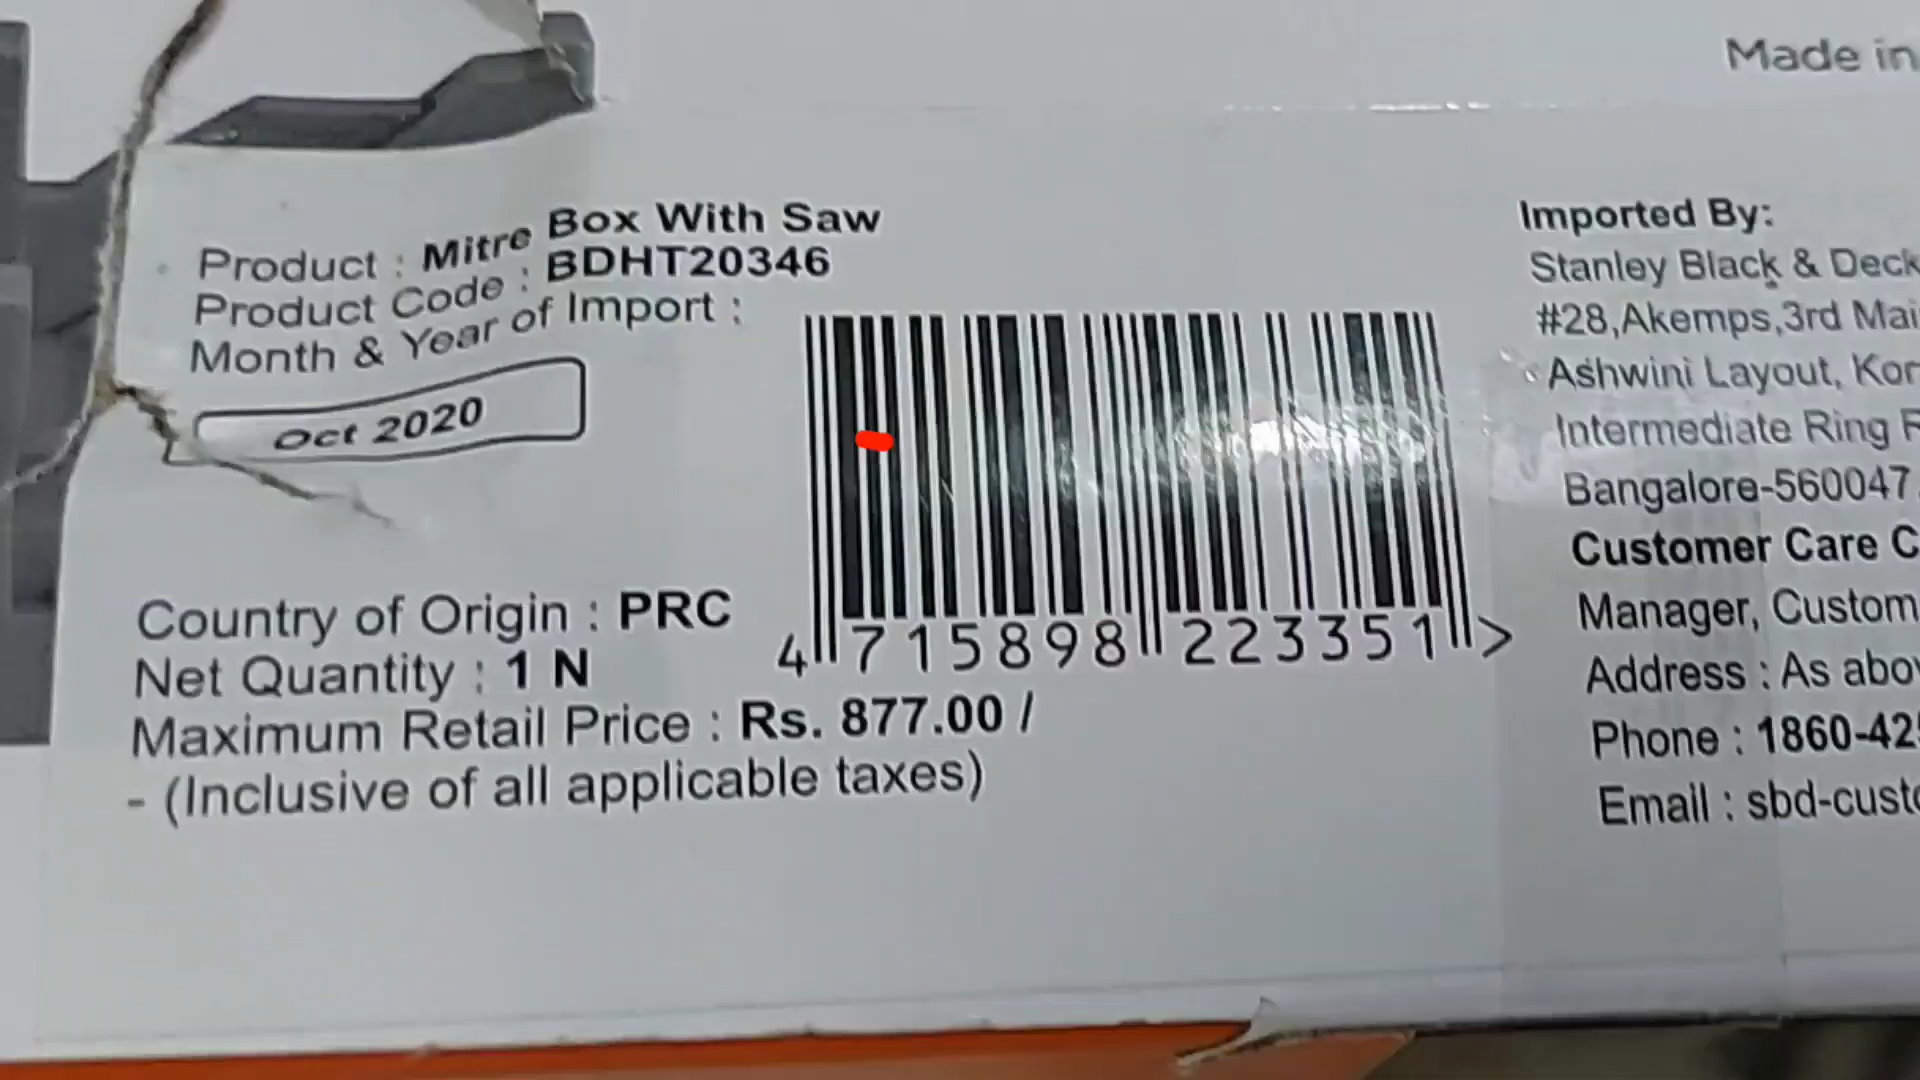 Made in
Product : Mitre Box With Saw
Product Code : BDHT20346
Month & Year of Import :
Oct 2020
Country of Origin : PRC
Net Quantity : 1 N
Maximum Retail Price : Rs. 877.00 /
- (Inclusive of all applicable taxes)
4 715898 223351 >
Imported By:
Stanley Black & Deck
#28,Akemps,3rd Mai
Ashwini Layout, Kor
Intermediate Ring R
Bangalore-560047
Customer Care C
Manager, Custom
Address : As abov
Phone : 1860-425
Email : sbd-custo